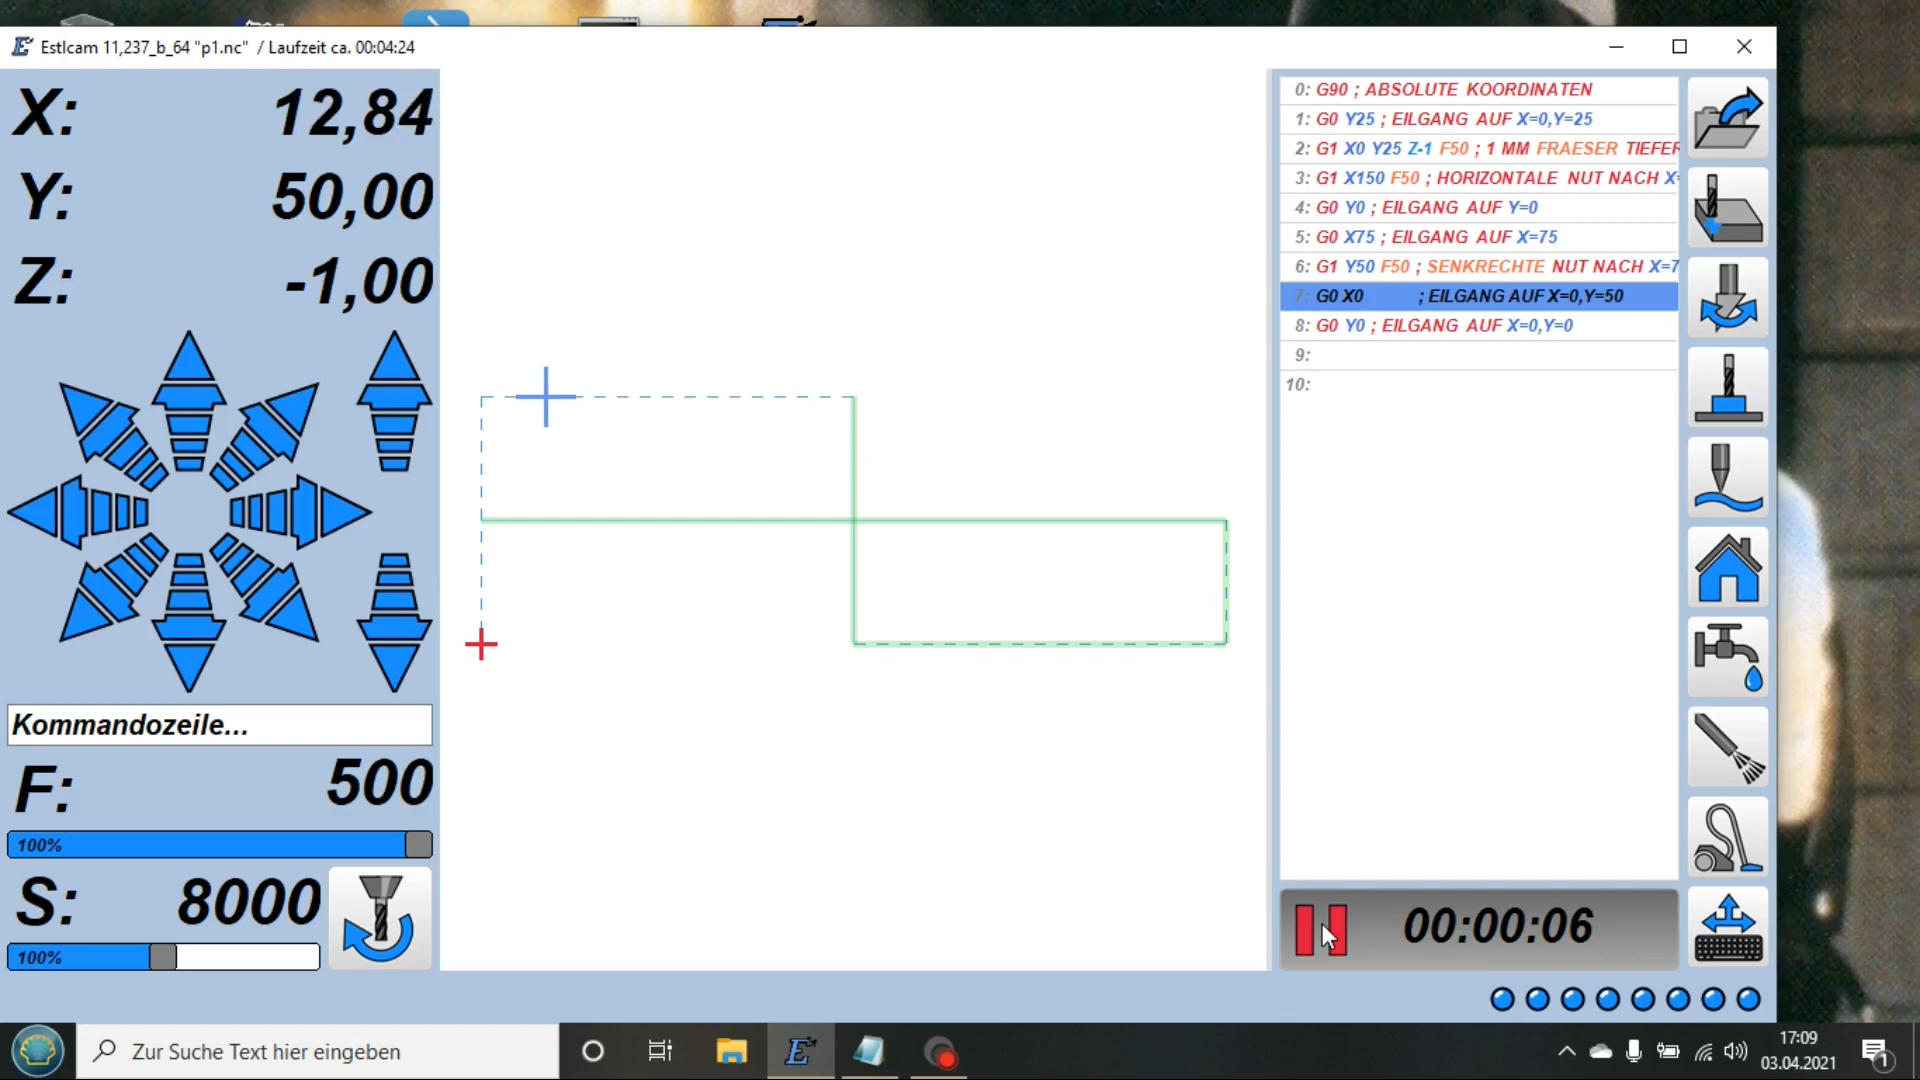 Estlcam 11,237_b_64 "p1.nc" / Laufzeit ca. 00:04:24
X: 12,84
Y: 50,00
Z: -1,00
Kommandozeile...
F: 500
100%
S: 8000
100%
0: G90 ; ABSOLUTE KOORDINATEN
1: G0 Y25 ; EILGANG AUF X=0,Y=25
2: G1 X0 Y25 Z-1 F50 ; 1 MM FRAESER TIEFER
3: G1 X150 F50 ; HORIZONTALE NUT NACH X=
4: G0 Y0 ; EILGANG AUF Y=0
5: G0 X75 ; EILGANG AUF X=75
6: G1 Y50 F50 ; SENKRECHTE NUT NACH X=7
7: G0 X0 ; EILGANG AUF X=0,Y=50
8: G0 Y0 ; EILGANG AUF X=0,Y=0
9:
10:
00:00:06
Zur Suche Text hier eingeben
17:09
03.04.2021
1